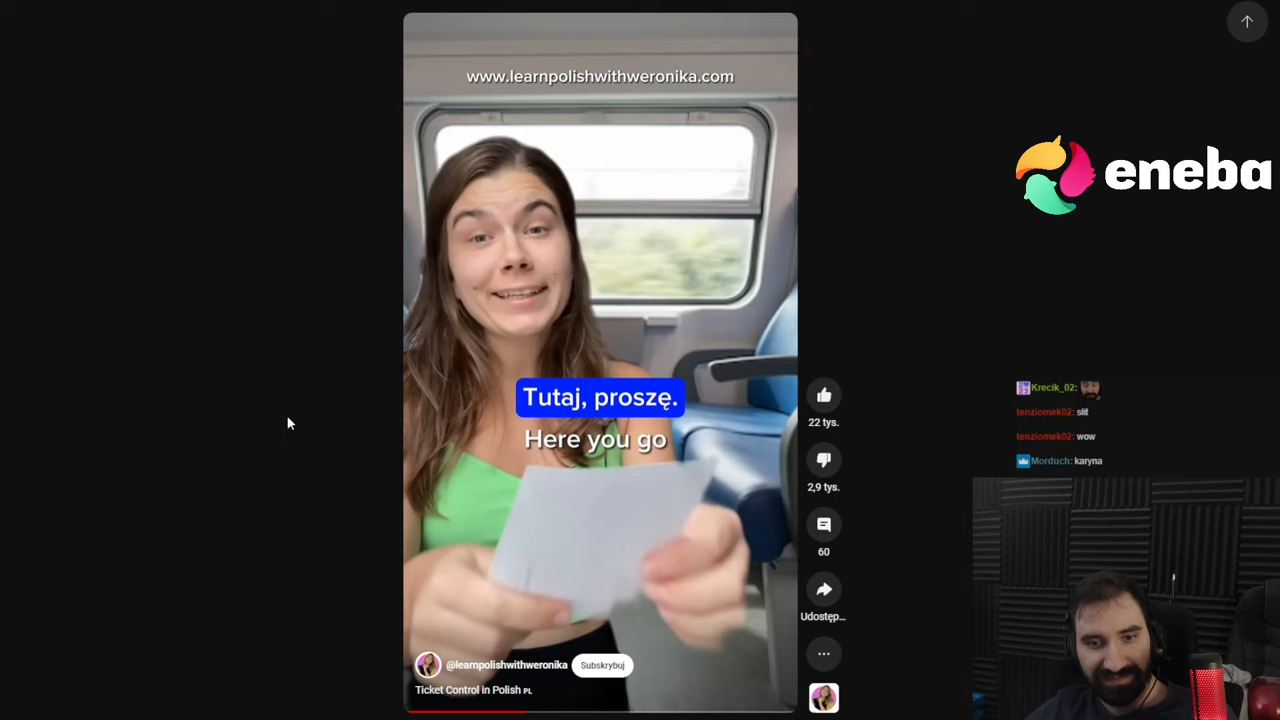 www.learnpolishwithweronika.com
eneba
Tutaj, proszę.
Here you go
22 tys.
2,9 tys.
60
Udostęp...
Krecik_02:
tenziomek02: slit
tenziomek02: wow
Morduch: karyna
@learnpolishwithweronika
Subskrybuj
Ticket Control in Polish PL